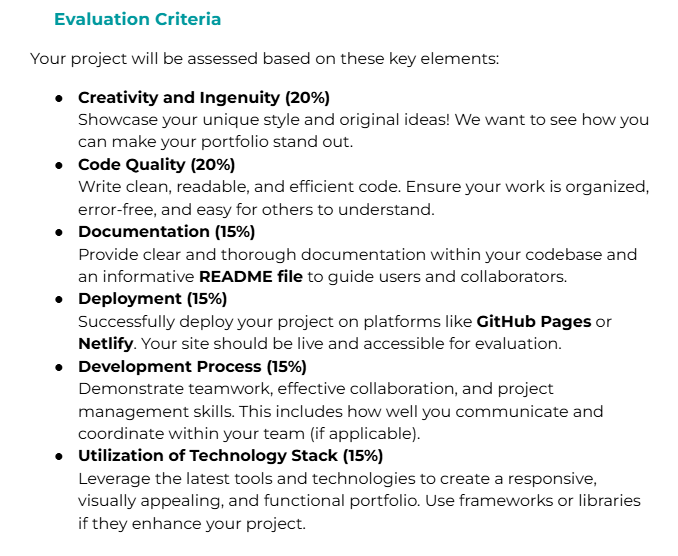 Evaluation Criteria
Your project will be assessed based on these key elements:
● Creativity and Ingenuity (20%)
Showcase your unique style and original ideas! We want to see how you
can make your portfolio stand out.
● Code Quality (20%)
Write clean, readable, and efficient code. Ensure your work is organized,
error-free, and easy for others to understand.
● Documentation (15%)
Provide clear and thorough documentation within your codebase and
an informative README file to guide users and collaborators.
● Deployment (15%)
Successfully deploy your project on platforms like GitHub Pages or
Netlify. Your site should be live and accessible for evaluation.
● Development Process (15%)
Demonstrate teamwork, effective collaboration, and project
management skills. This includes how well you communicate and
coordinate within your team (if applicable).
● Utilization of Technology Stack (15%)
Leverage the latest tools and technologies to create a responsive,
visually appealing, and functional portfolio. Use frameworks or libraries
if they enhance your project.